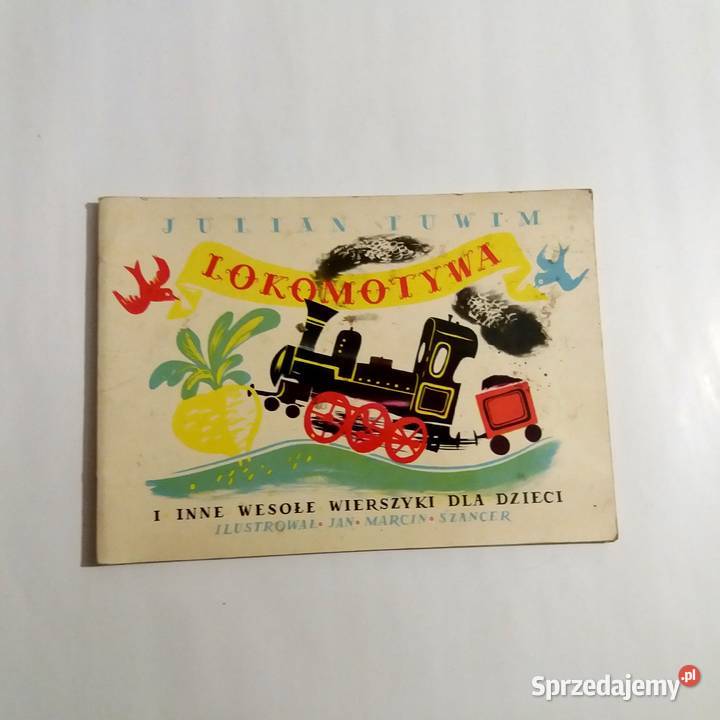 JULIAN TUWIM
LOKOMOTYWA
I INNE WESOŁE WIERSZYKI DLA DZIECI
ILUSTROWAŁ · JAN · MARCIN · SZANCER
Sprzedajemy.pl